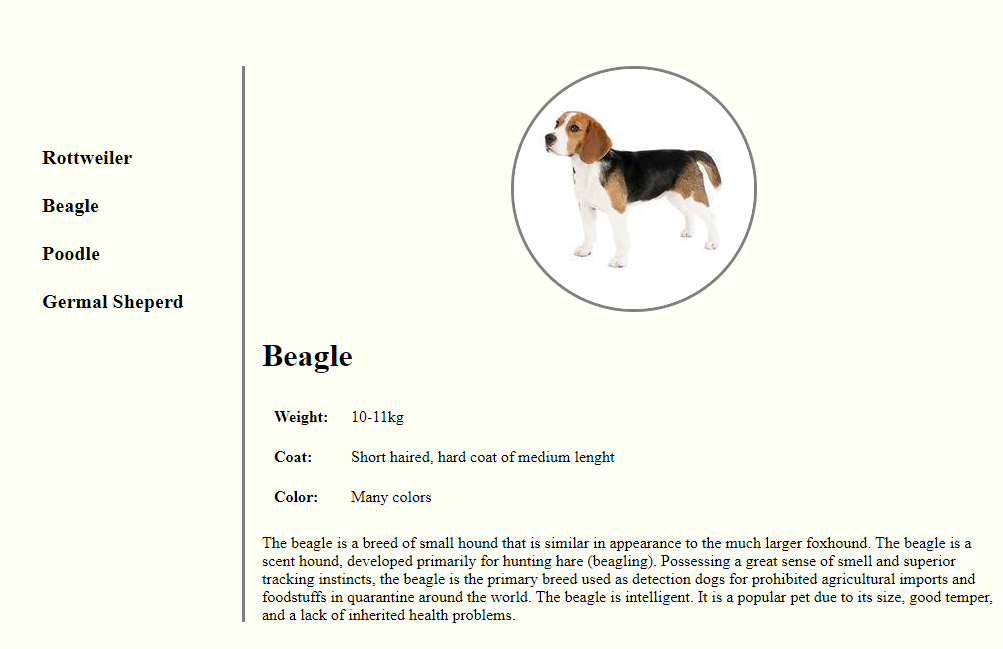 Rottweiler
Beagle
Poodle
Germal Sheperd
Beagle
Weight: 10-11kg
Coat: Short haired, hard coat of medium lenght
Color: Many colors
The beagle is a breed of small hound that is similar in appearance to the much larger foxhound. The beagle is a
scent hound, developed primarily for hunting hare (beagling). Possessing a great sense of smell and superior
tracking instincts, the beagle is the primary breed used as detection dogs for prohibited agricultural imports and
foodstuffs in quarantine around the world. The beagle is intelligent. It is a popular pet due to its size, good temper,
and a lack of inherited health problems.